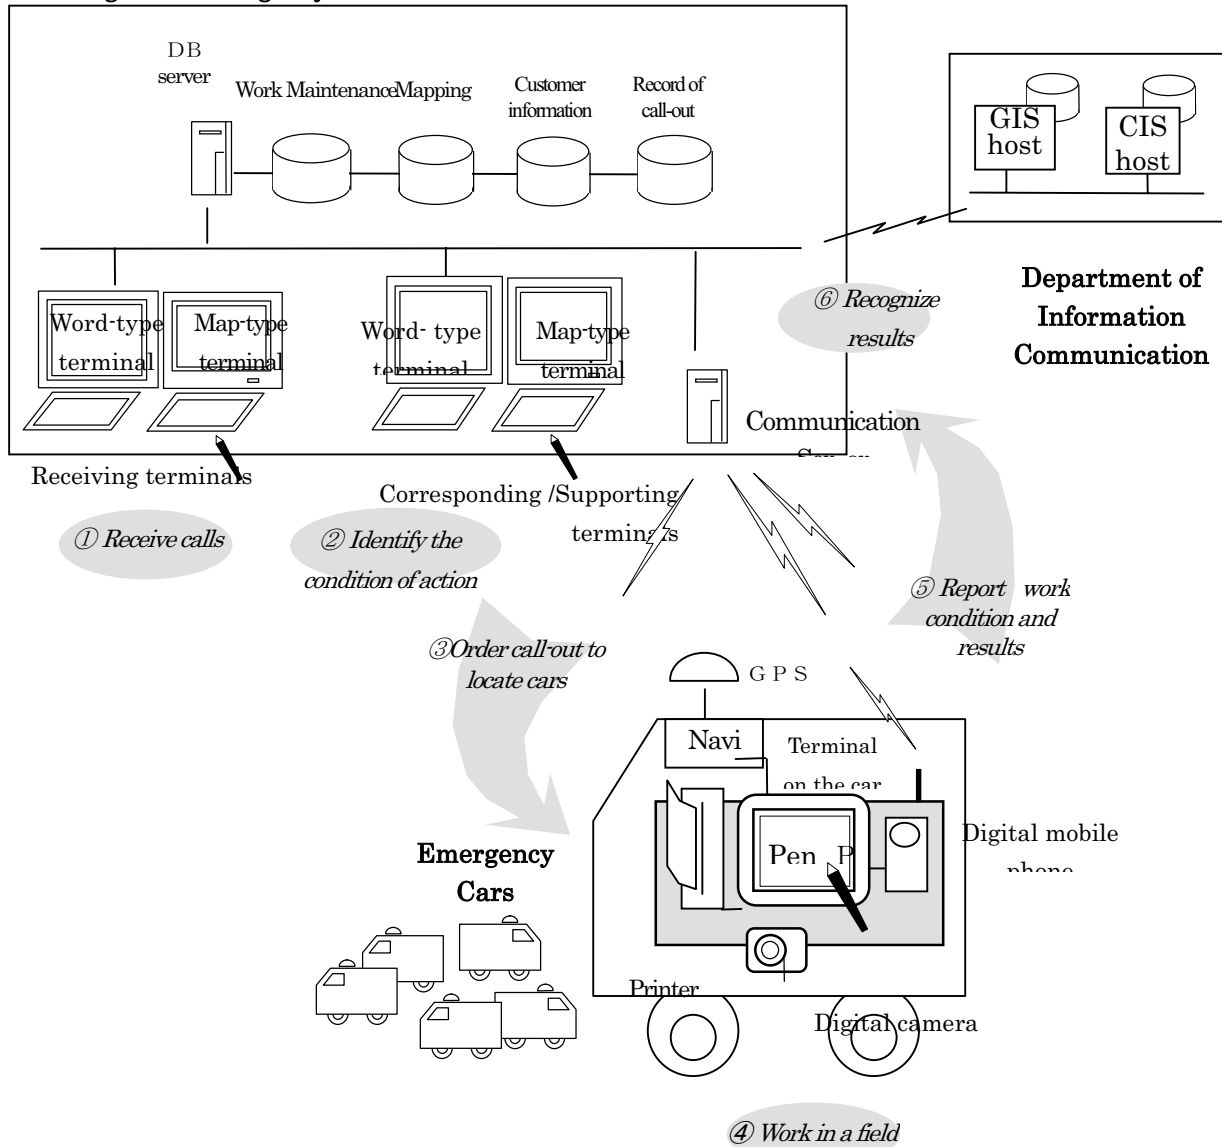 ＤＢ
server
Work Maintenance
Mapping
Customer
information
Record of
call-out
GIS
host
CIS
host
Department of
Information
Communication
Word-type
terminal
Map-type
terminal
Word- type
terminal
Map-type
terminal
⑥ Recognize
results
Communication
Receiving terminals
Corresponding /Supporting
terminals
① Receive calls
② Identify the
condition of action
③Order call-out to
locate cars
⑤ Report work
condition and
results
ＧＰＳ
Navi
Terminal
on the car
Pen P
Digital mobile
phone
Emergency
Cars
Printer
Digital camera
④ Work in a field